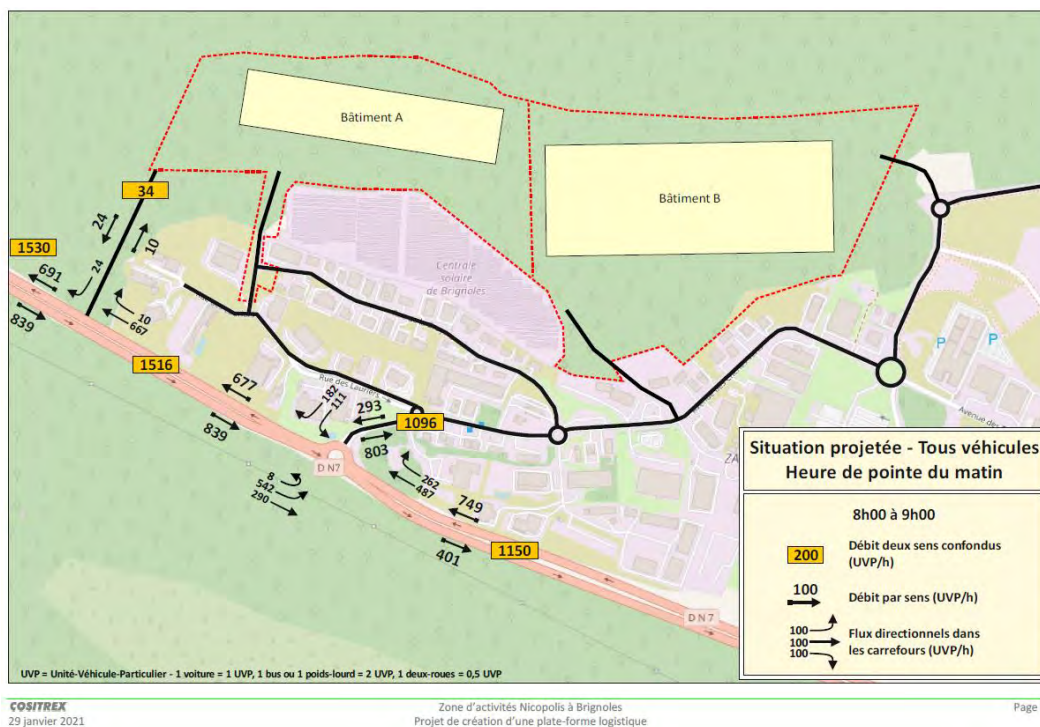 Bâtiment A
Bâtiment B
34
24
10
24
1530
691
839
10
667
Centrale
solaire
de Brignoles
1516
677
839
Rue des Lauriers
182
111
293
1096
803
D N7
8
542
290
262
487
749
401
1150
D N7
P
P
Avenue des
ZA
Situation projetée - Tous véhicules
Heure de pointe du matin
8h00 à 9h00
200
Débit deux sens confondus
(UVP/h)
100
Débit par sens (UVP/h)
100
100
100
Flux directionnels dans
les carrefours (UVP/h)
UVP = Unité-Véhicule-Particulier - 1 voiture = 1 UVP, 1 bus ou 1 poids-lourd = 2 UVP, 1 deux-roues = 0,5 UVP
COSITREX
29 janvier 2021
Zone d'activités Nicopolis à Brignoles
Projet de création d'une plate-forme logistique
Page